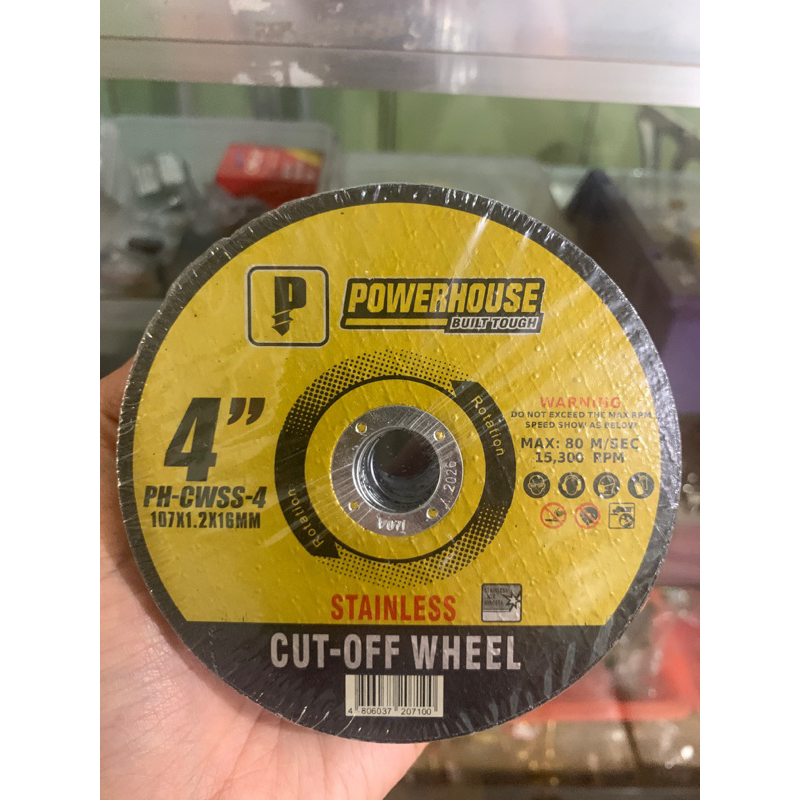 P
POWERHOUSE
BUILT TOUGH
4”
PH-CWSS-4
107X1.2X16MM
Rotation
Rotation
WARNING
DO NOT EXCEED THE MAX RPM
SPEED SHOW AS BELOW
MAX: 80 M/SEC
15,300 RPM
2026
STAINLESS
CUT-OFF WHEEL
4 806037 207100